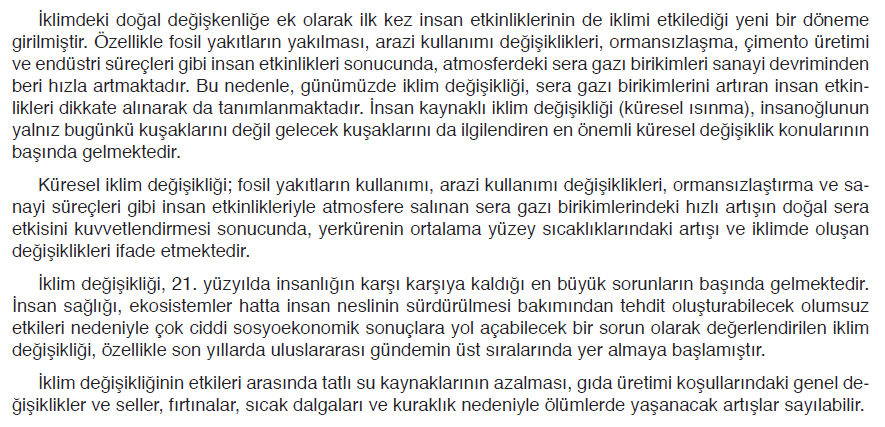 İklimdeki doğal değişkenliğe ek olarak ilk kez insan etkinliklerinin de iklimi etkilediği yeni bir döneme
girilmiştir. Özellikle fosil yakıtların yakılması, arazi kullanımı değişiklikleri, ormansızlaşma, çimento üretimi
ve endüstri süreçleri gibi insan etkinlikleri sonucunda, atmosferdeki sera gazı birikimleri sanayi devriminden
beri hızla artmaktadır. Bu nedenle, günümüzde iklim değişikliği, sera gazı birikimlerini artıran insan etkin-
likleri dikkate alınarak da tanımlanmaktadır. İnsan kaynaklı iklim değişikliği (küresel ısınma), insanoğlunun
yalnız bugünkü kuşaklarını değil gelecek kuşaklarını da ilgilendiren en önemli küresel değişiklik konularının
başında gelmektedir.
Küresel iklim değişikliği; fosil yakıtların kullanımı, arazi kullanımı değişiklikleri, ormansızlaştırma ve sa-
nayi süreçleri gibi insan etkinlikleriyle atmosfere salınan sera gazı birikimlerindeki hızlı artışın doğal sera
etkisini kuvvetlendirmesi sonucunda, yerkürenin ortalama yüzey sıcaklıklarındaki artışı ve iklimde oluşan
değişiklikleri ifade etmektedir.
İklim değişikliği, 21. yüzyılda insanlığın karşı karşıya kaldığı en büyük sorunların başında gelmektedir.
İnsan sağlığı, ekosistemler hatta insan neslinin sürdürülmesi bakımından tehdit oluşturabilecek olumsuz
etkileri nedeniyle çok ciddi sosyoekonomik sonuçlara yol açabilecek bir sorun olarak değerlendirilen iklim
değişikliği, özellikle son yıllarda uluslararası gündemin üst sıralarında yer almaya başlamıştır.
İklim değişikliğinin etkileri arasında tatlı su kaynaklarının azalması, gıda üretimi koşullarındaki genel de-
ğişiklikler ve seller, fırtınalar, sıcak dalgaları ve kuraklık nedeniyle ölümlerde yaşanacak artışlar sayılabilir.